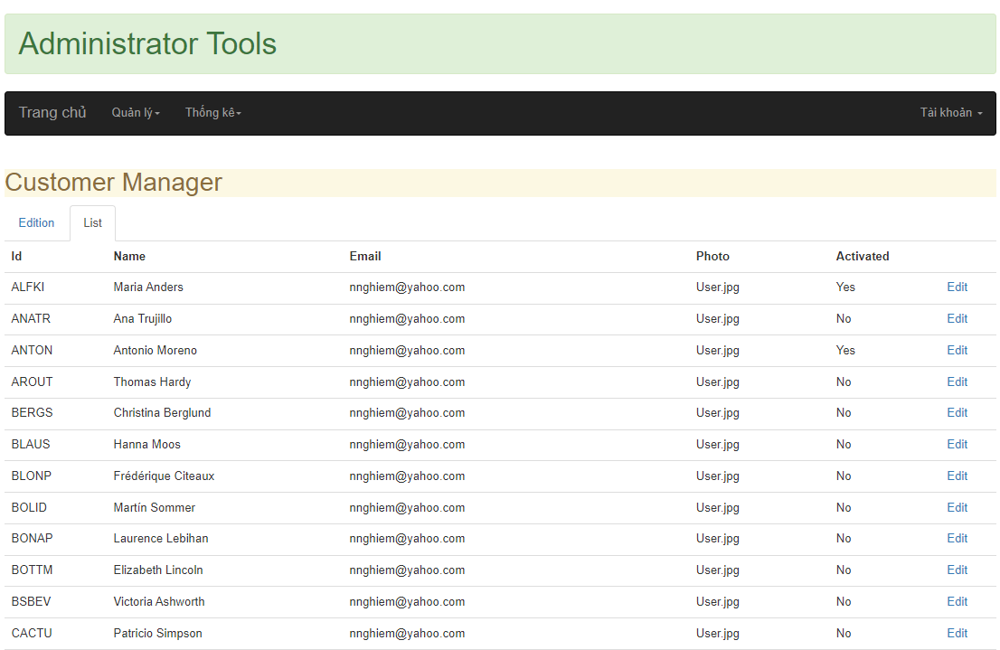 Administrator Tools
Trang chủ Quản lý Thống kê Tài khoản
Customer Manager
Edition List
Id Name Email Photo Activated
ALFKI Maria Anders nnghiem@yahoo.com User.jpg Yes Edit
ANATR Ana Trujillo nnghiem@yahoo.com User.jpg No Edit
ANTON Antonio Moreno nnghiem@yahoo.com User.jpg Yes Edit
AROUT Thomas Hardy nnghiem@yahoo.com User.jpg No Edit
BERGS Christina Berglund nnghiem@yahoo.com User.jpg No Edit
BLAUS Hanna Moos nnghiem@yahoo.com User.jpg No Edit
BLONP Frédérique Citeaux nnghiem@yahoo.com User.jpg No Edit
BOLID Martín Sommer nnghiem@yahoo.com User.jpg No Edit
BONAP Laurence Lebihan nnghiem@yahoo.com User.jpg No Edit
BOTTM Elizabeth Lincoln nnghiem@yahoo.com User.jpg No Edit
BSBEV Victoria Ashworth nnghiem@yahoo.com User.jpg No Edit
CACTU Patricio Simpson nnghiem@yahoo.com User.jpg No Edit